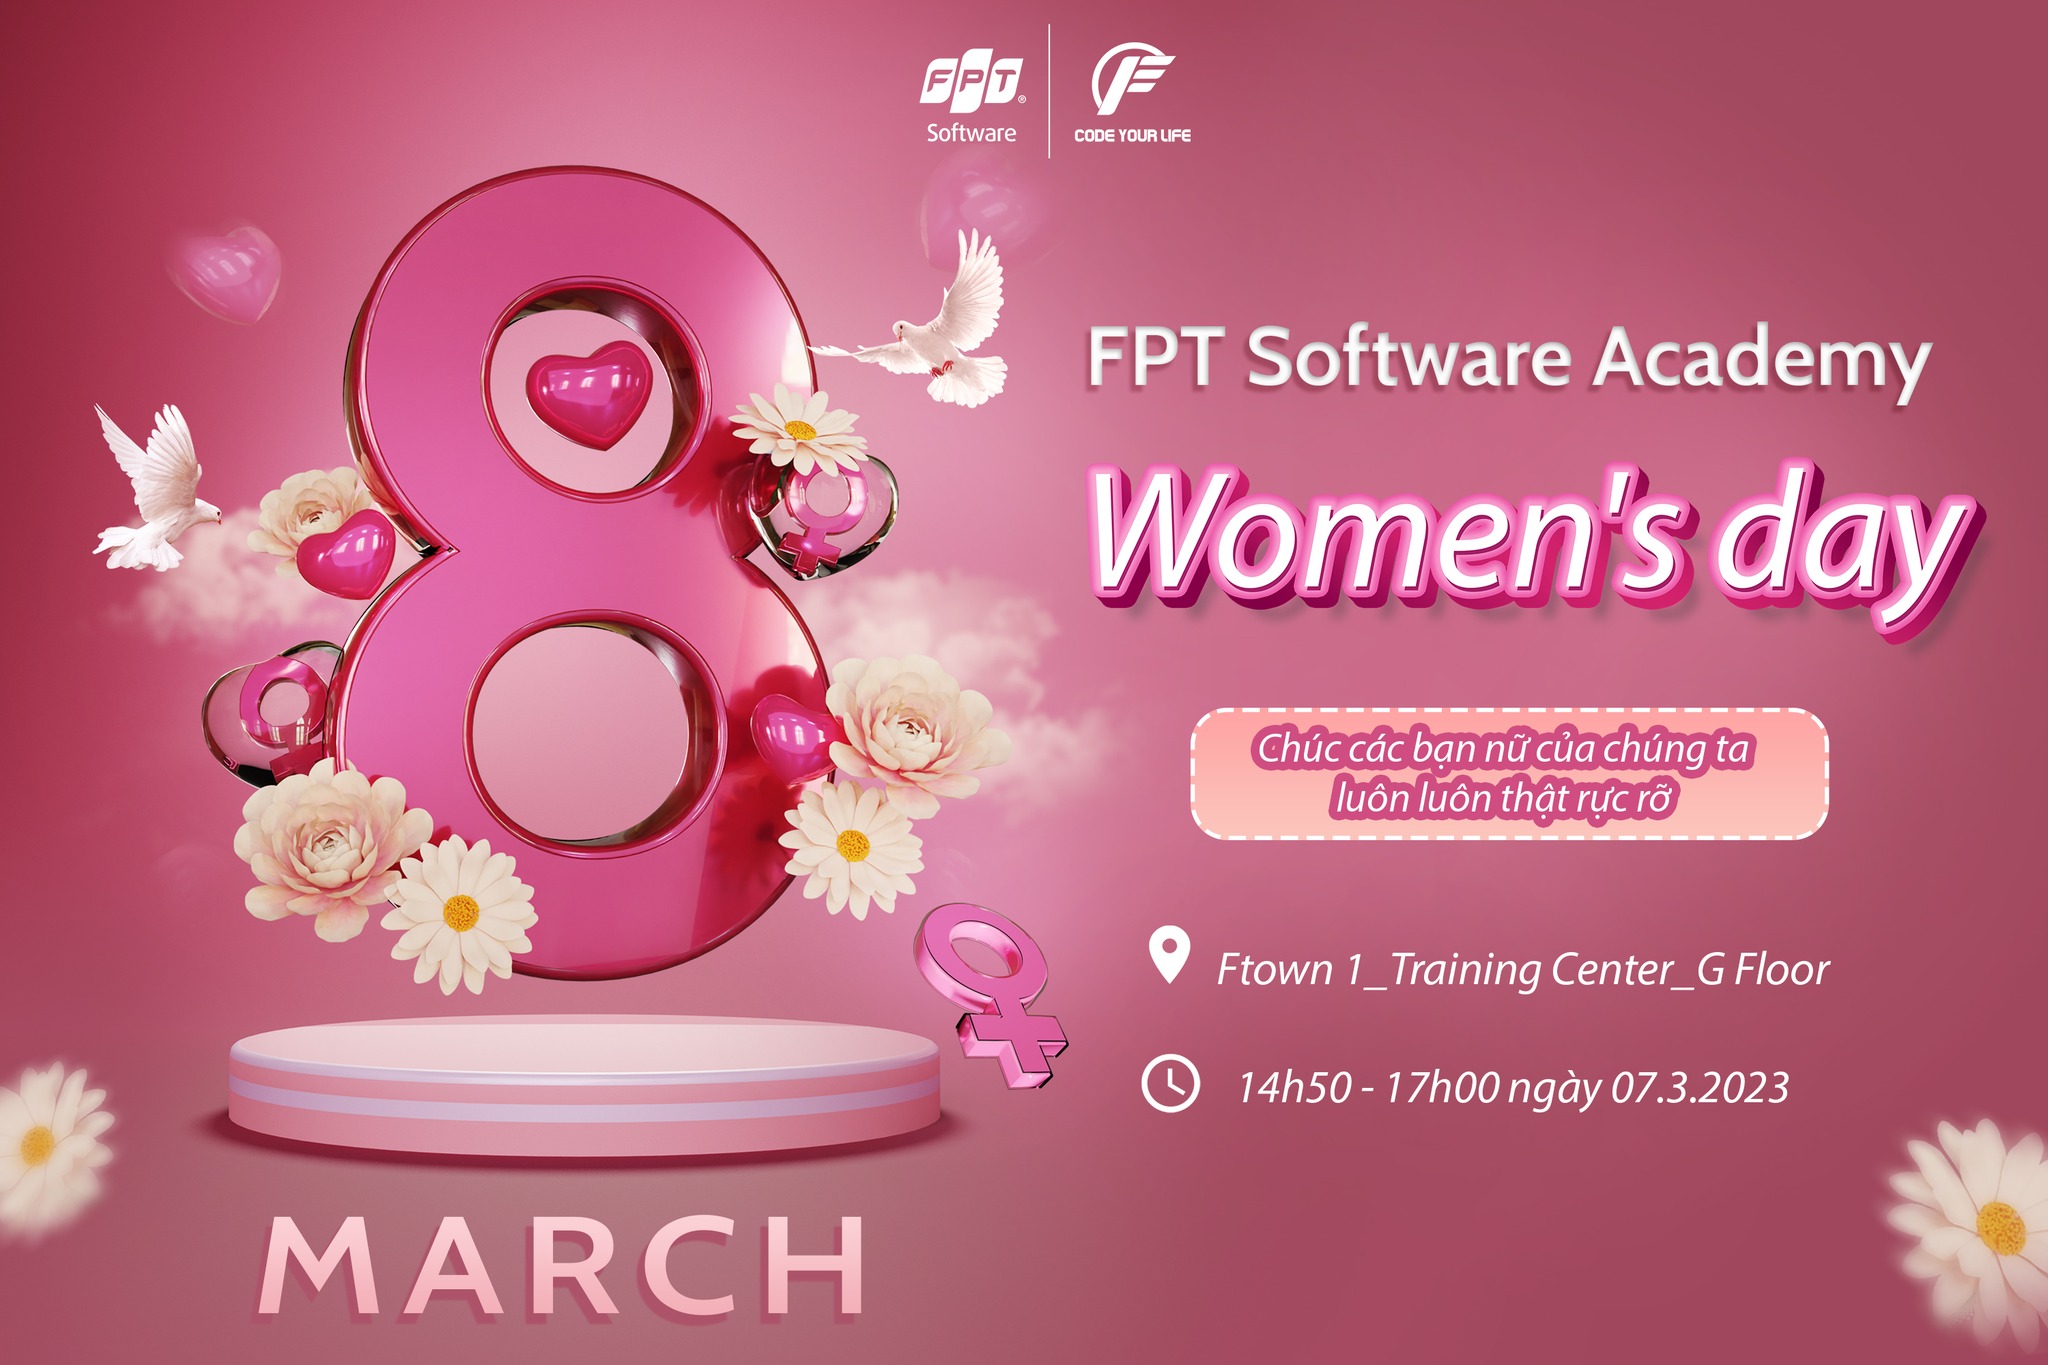 FPT
Software
CODE YOUR LIFE
8
FPT Software Academy
Women's day
Chúc các bạn nữ của chúng ta
luôn luôn thật rực rỡ
Ftown 1_Training Center_G Floor
14h50 - 17h00 ngày 07.3.2023
MARCH